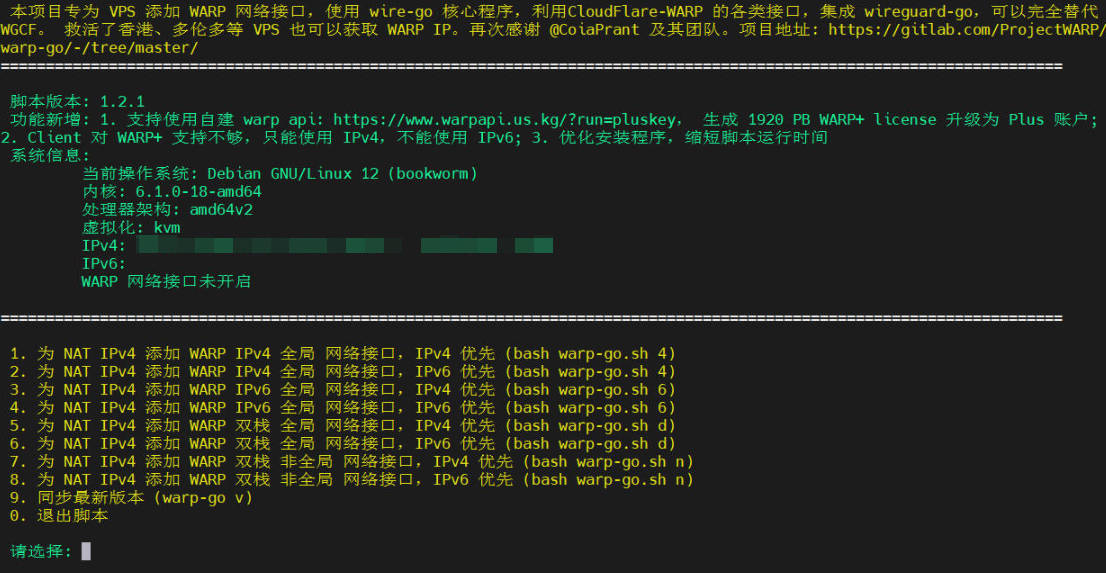 本项目专为 VPS 添加 WARP 网络接口，使用 wire-go 核心程序，利用CloudFlare-WARP 的各类接口，集成 wireguard-go，可以完全替代
WGCF。 救活了香港、多伦多等 VPS 也可以获取 WARP IP。再次感谢 @CoiaPrant 及其团队。项目地址: https://gitlab.com/ProjectWARP/
warp-go/-/tree/master/
======================================================================================================================
脚本版本: 1.2.1
功能新增: 1. 支持使用自建 warp api: https://www.warpapi.us.kg/?run=pluskey， 生成 1920 PB WARP+ license 升级为 Plus 账户;
2. Client 对 WARP+ 支持不够，只能使用 IPv4，不能使用 IPv6; 3. 优化安装程序，缩短脚本运行时间
系统信息:
当前操作系统: Debian GNU/Linux 12 (bookworm)
内核: 6.1.0-18-amd64
处理器架构: amd64v2
虚拟化: kvm
IPv4:
IPv6:
WARP 网络接口未开启
======================================================================================================================
1. 为 NAT IPv4 添加 WARP IPv4 全局 网络接口，IPv4 优先 (bash warp-go.sh 4)
2. 为 NAT IPv4 添加 WARP IPv4 全局 网络接口，IPv6 优先 (bash warp-go.sh 4)
3. 为 NAT IPv4 添加 WARP IPv6 全局 网络接口，IPv4 优先 (bash warp-go.sh 6)
4. 为 NAT IPv4 添加 WARP IPv6 全局 网络接口，IPv6 优先 (bash warp-go.sh 6)
5. 为 NAT IPv4 添加 WARP 双栈 全局 网络接口，IPv4 优先 (bash warp-go.sh d)
6. 为 NAT IPv4 添加 WARP 双栈 全局 网络接口，IPv6 优先 (bash warp-go.sh d)
7. 为 NAT IPv4 添加 WARP 双栈 非全局 网络接口，IPv4 优先 (bash warp-go.sh n)
8. 为 NAT IPv4 添加 WARP 双栈 非全局 网络接口，IPv6 优先 (bash warp-go.sh n)
9. 同步最新版本 (warp-go v)
0. 退出脚本
请选择: